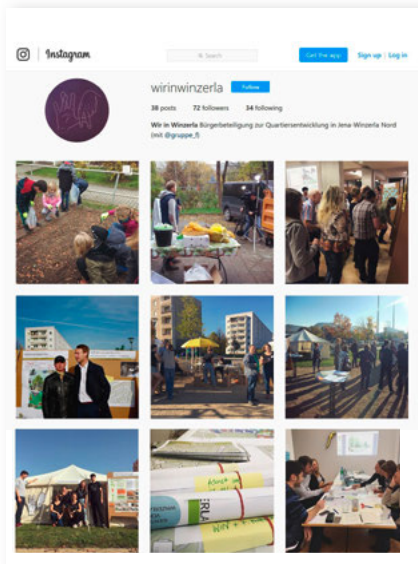 Instagram
Search
Get the app
Sign up | Log in
wirinwinzerla
Follow
38 posts 72 followers 34 following
Wir in Winzerla Bürgerbeteiligung zur Quartiersentwicklung in Jena-Winzerla Nord
(mit @gruppe_f)